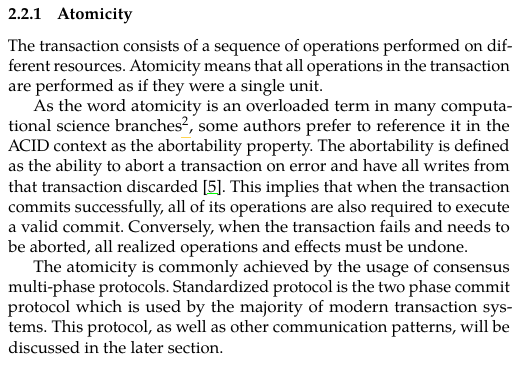 2.2.1 Atomicity
The transaction consists of a sequence of operations performed on dif-
ferent resources. Atomicity means that all operations in the transaction
are performed as if they were a single unit.
As the word atomicity is an overloaded term in many computa-
tional science branches², some authors prefer to reference it in the
ACID context as the abortability property. The abortability is defined
as the ability to abort a transaction on error and have all writes from
that transaction discarded [5]. This implies that when the transaction
commits successfully, all of its operations are also required to execute
a valid commit. Conversely, when the transaction fails and needs to
be aborted, all realized operations and effects must be undone.
The atomicity is commonly achieved by the usage of consensus
multi-phase protocols. Standardized protocol is the two phase commit
protocol which is used by the majority of modern transaction sys-
tems. This protocol, as well as other communication patterns, will be
discussed in the later section.